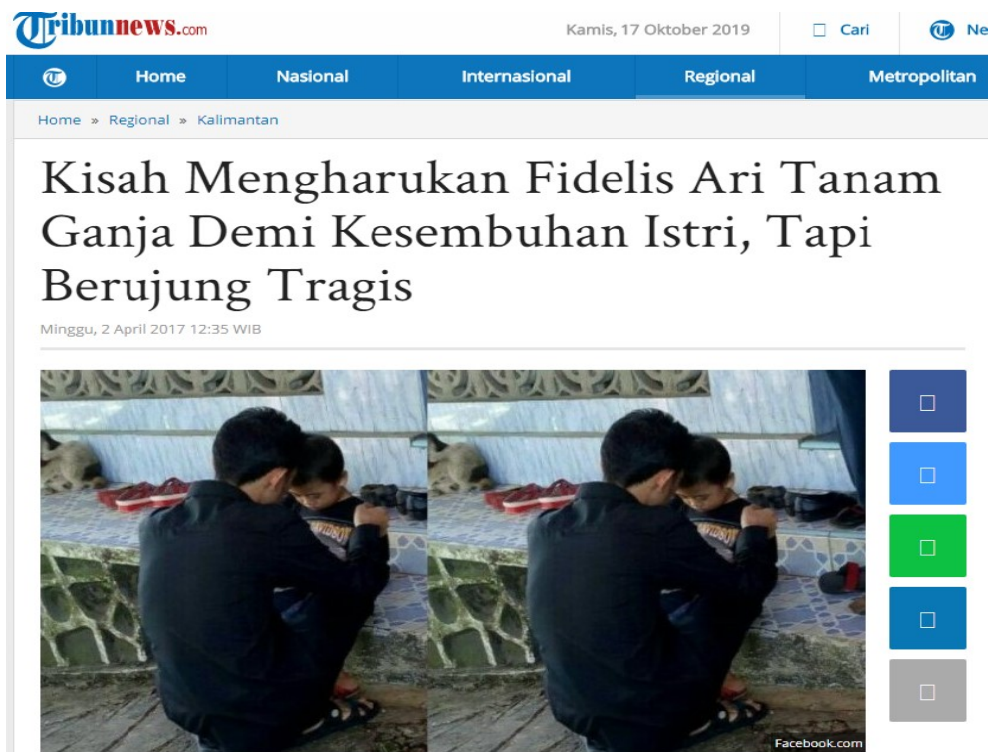 Tribunnews.com
Kamis, 17 Oktober 2019
Cari
Ne
Home Nasional Internasional Regional Metropolitan
Home » Regional » Kalimantan
Kisah Mengharukan Fidelis Ari Tanam
Ganja Demi Kesembuhan Istri, Tapi
Berujung Tragis
Minggu, 2 April 2017 12:35 WIB
Facebook.com